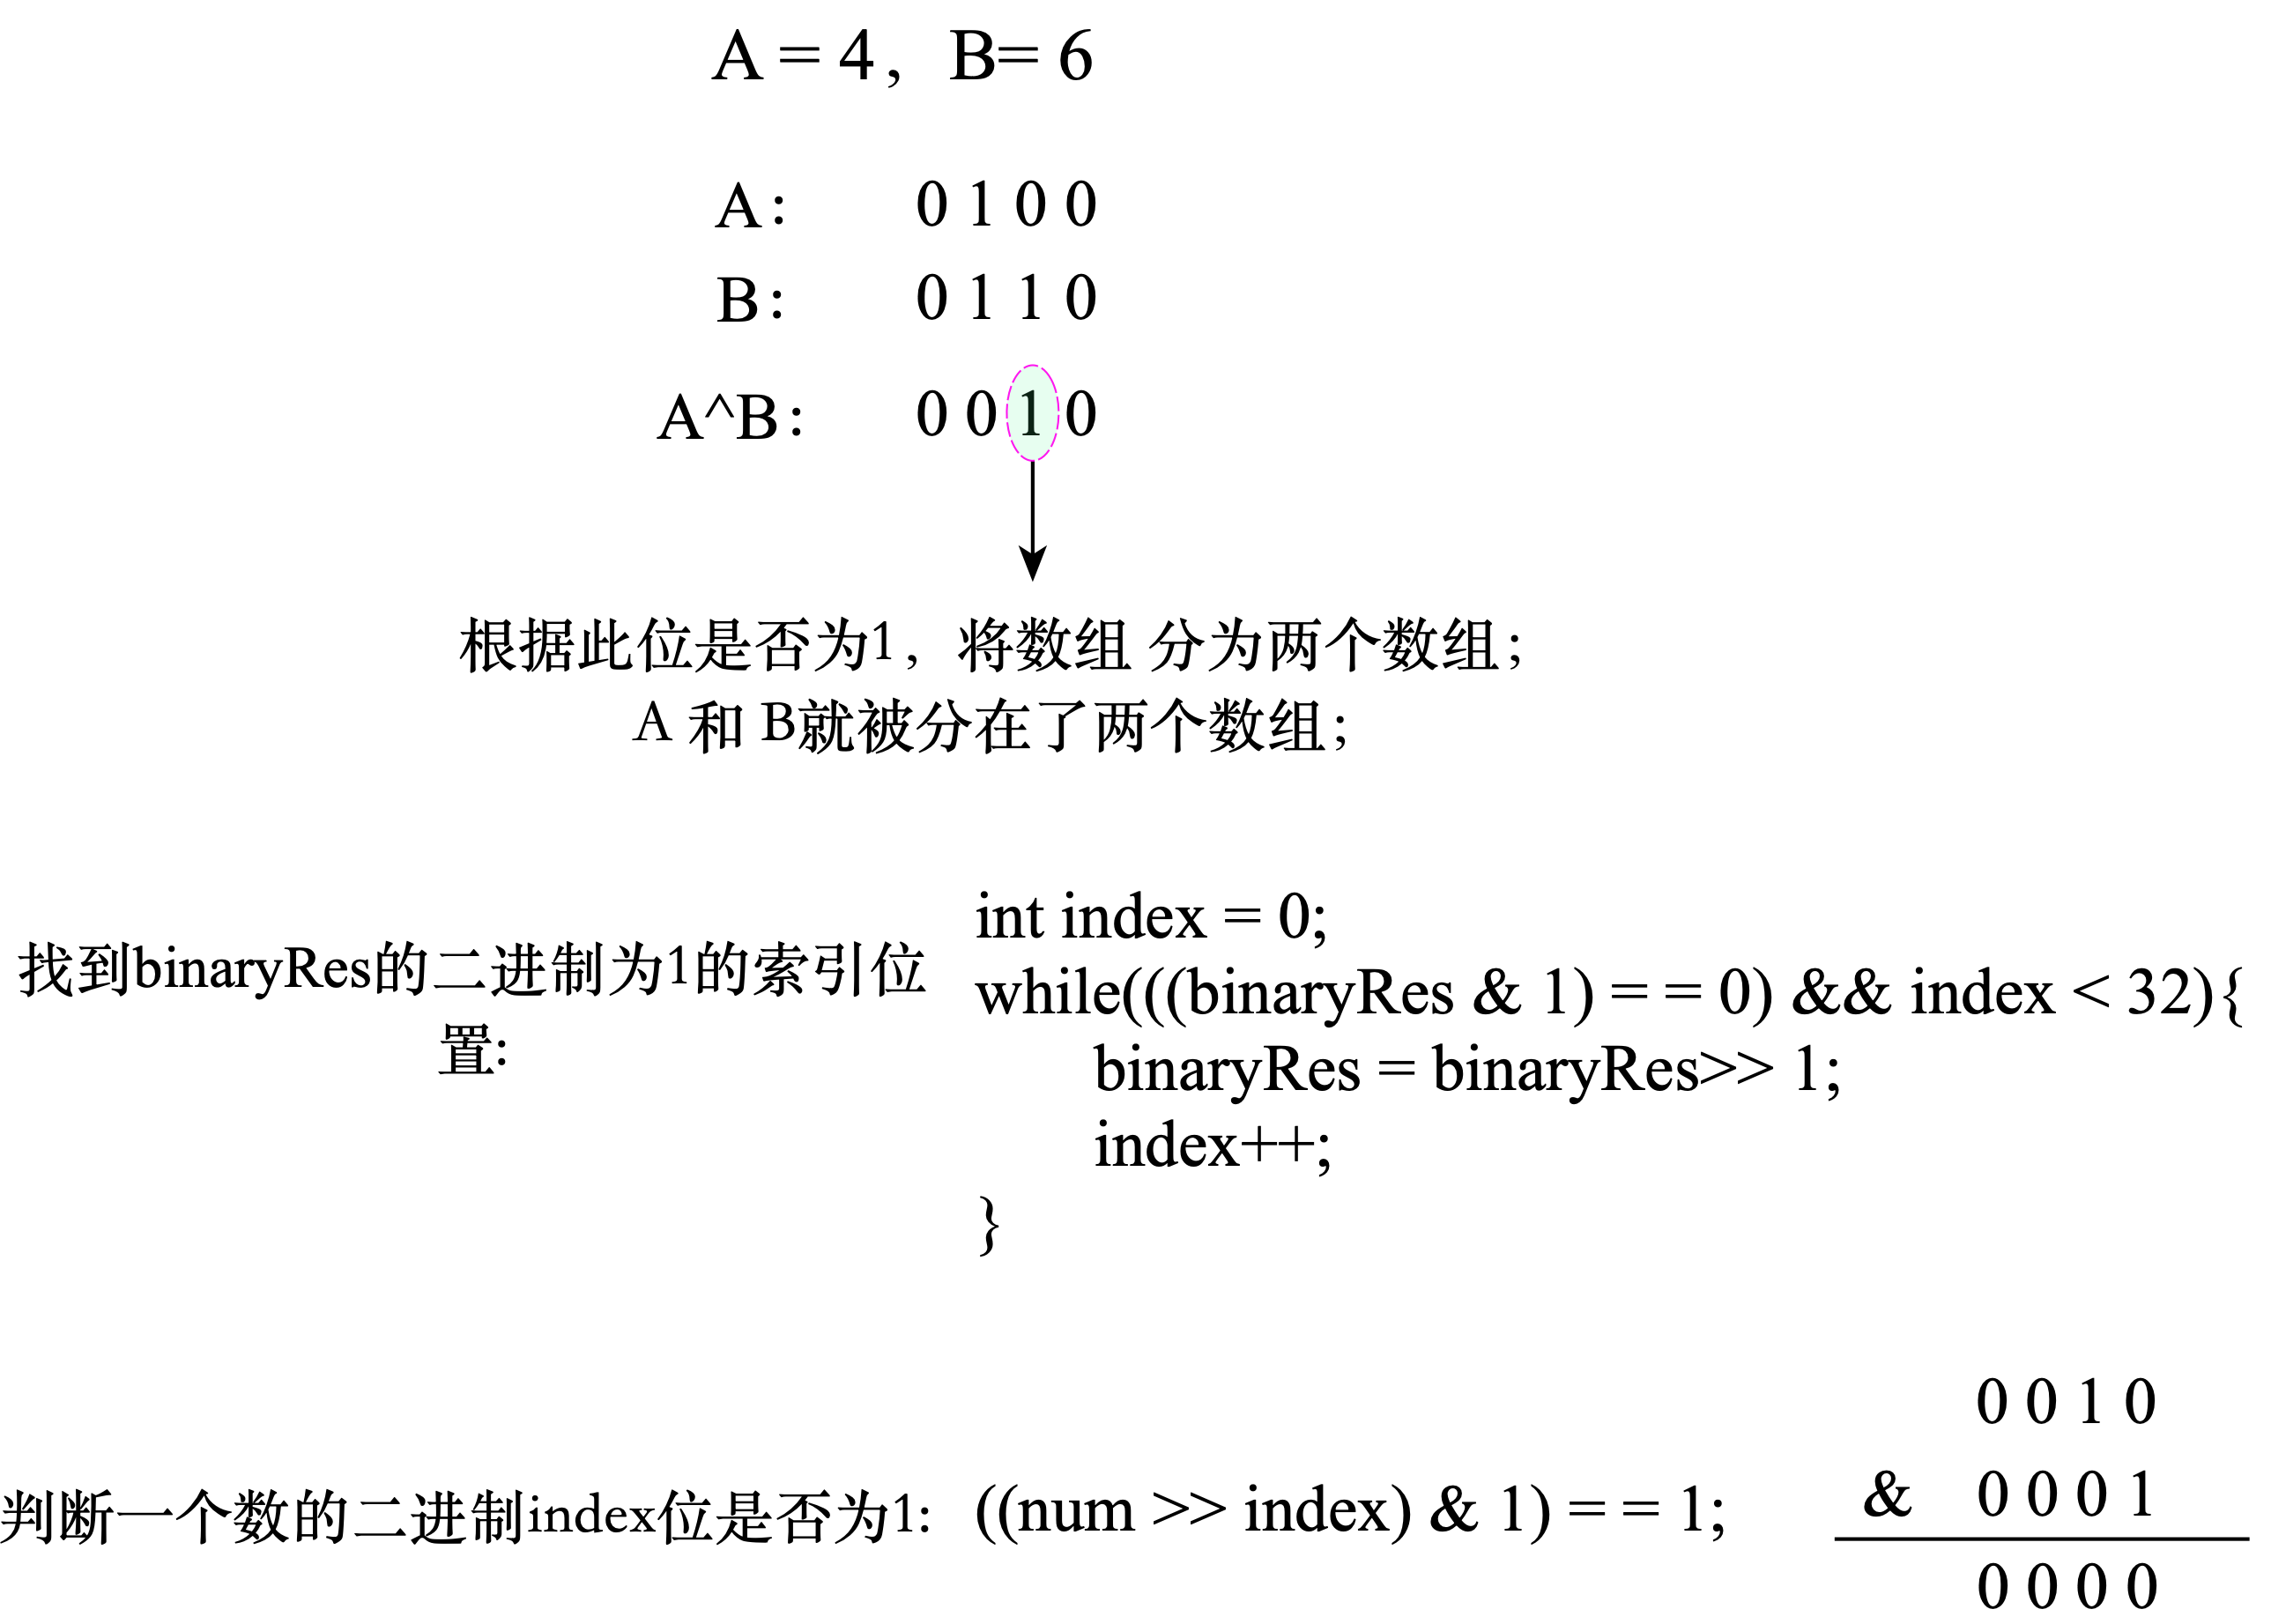 A = 4, B= 6
A: 0 1 0 0
B: 0 1 1 0
A^B: 0 0 1 0
根据此位是否为1，将数组 分为两个数组；
A 和 B就被分在了两个数组；
找到binaryRes的二进制为1的索引位
置:
int index = 0;
while(((binaryRes & 1) = = 0) && index < 32){
binaryRes = binaryRes>> 1;
index++;
}
0 0 1 0
& 0 0 0 1
0 0 0 0
判断一个数的二进制index位是否为1: ((num >> index) & 1) = = 1;